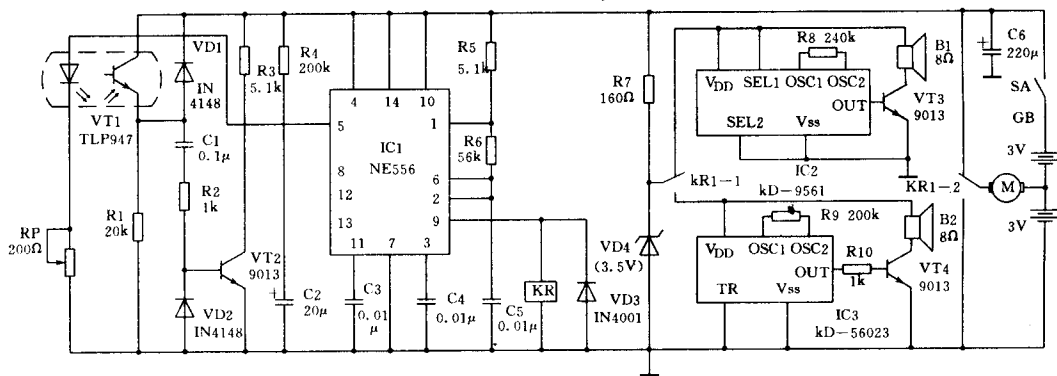 VD1
IN
4148
VT1
TLP947
C1
0.1μ
R2
1k
R1
20k
RP
200Ω
VD2
IN4148
R3
5.1k
R4
200k
VT2
9013
C2
20μ
4
14
10
5
1
IC1
NE556
8
12
13
6
2
9
11
7
3
R5
5.1k
R6
56k
C3
0.01
μ
C4
0.01μ
C5
0.01μ
KR
VD3
IN4001
R7
160Ω
VD4
(3.5V)
kR1-1
R8 240k
VDD
SEL1
OSC1
OSC2
OUT
SEL2
Vss
IC2
kD-9561
VT3
9013
B1
8Ω
R9 200k
VDD
OSC1
OSC2
OUT
TR
Vss
IC3
kD-56023
R10
1k
VT4
9013
B2
8Ω
C6
220μ
SA
GB
3V
KR1-2
M
3V